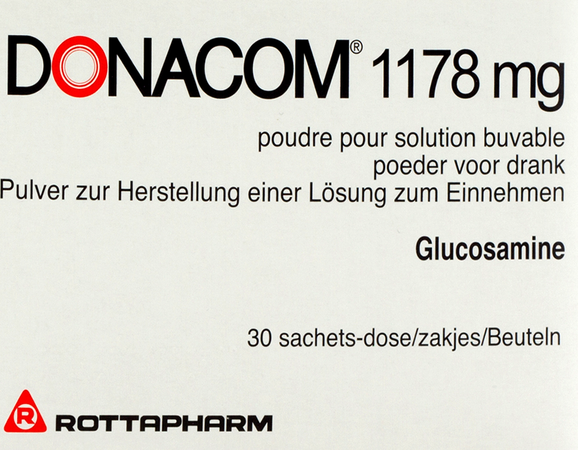 DONACOM® 1178 mg
poudre pour solution buvable
poeder voor drank
Pulver zur Herstellung einer Lösung zum Einnehmen
Glucosamine
30 sachets-dose/zakjes/Beuteln
R ROTTAPHARM